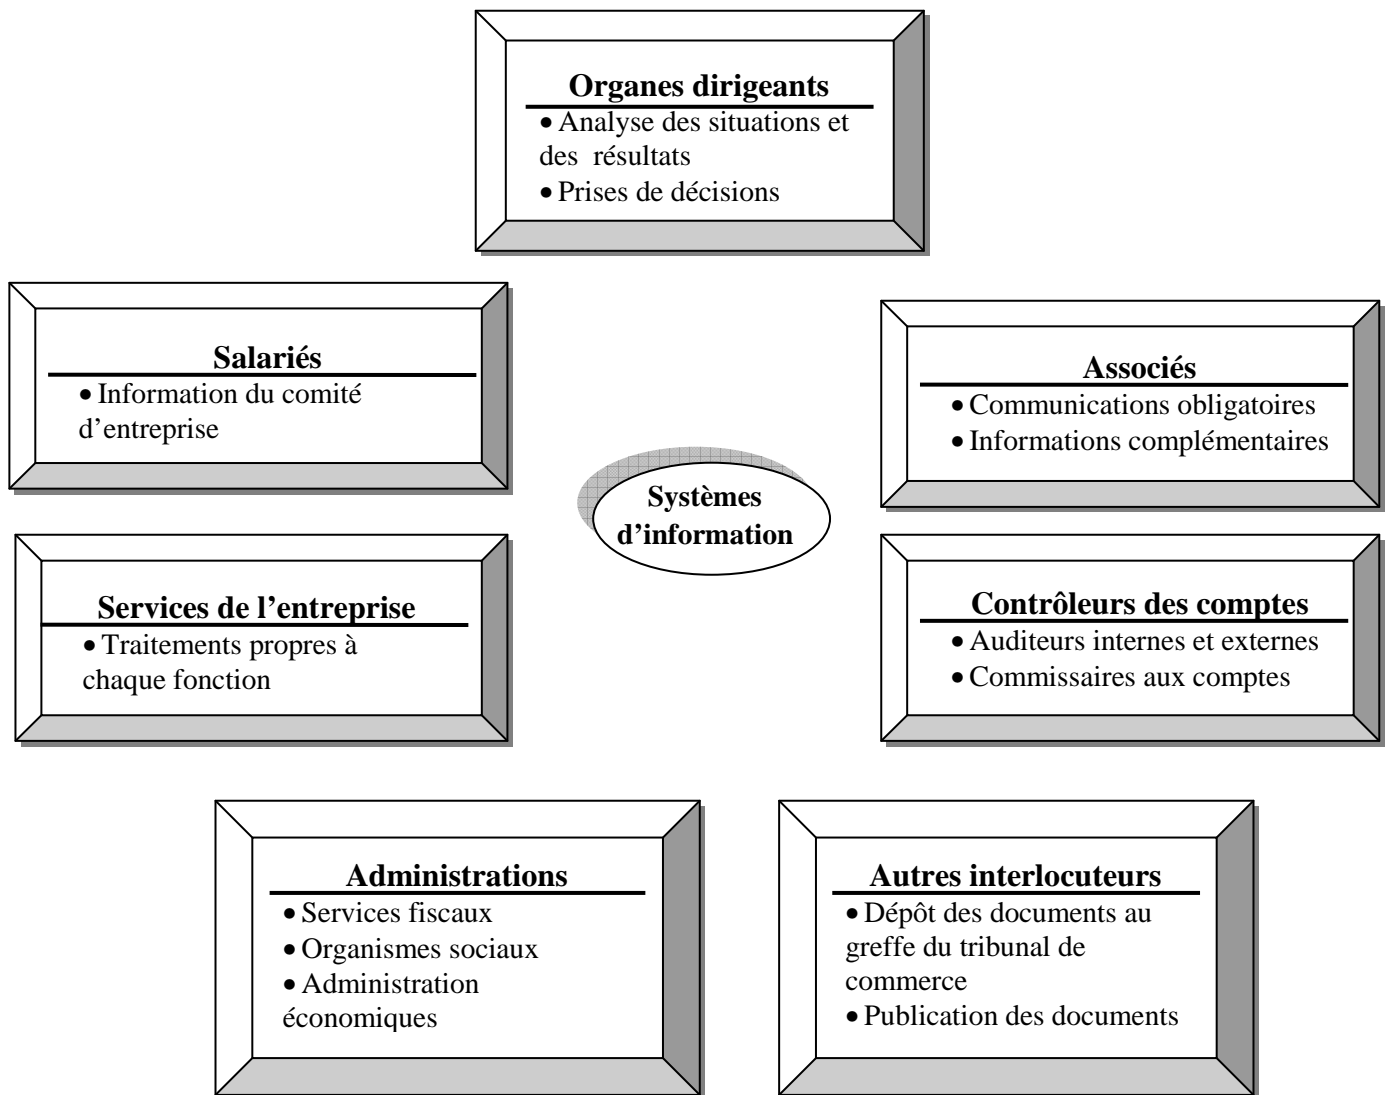 Organes dirigeants
• Analyse des situations et
des résultats
• Prises de décisions
Salariés
• Information du comité
d’entreprise
Associés
• Communications obligatoires
• Informations complémentaires
Systèmes
d’information
Services de l’entreprise
• Traitements propres à
chaque fonction
Contrôleurs des comptes
• Auditeurs internes et externes
• Commissaires aux comptes
Administrations
• Services fiscaux
• Organismes sociaux
• Administration
économiques
Autres interlocuteurs
• Dépôt des documents au
greffe du tribunal de
commerce
• Publication des documents